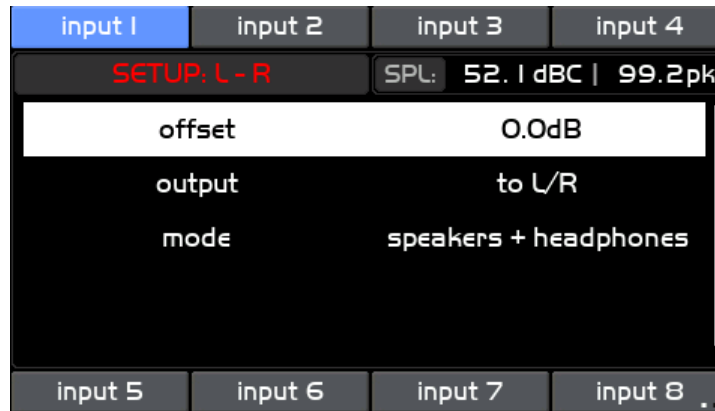 input 1 input 2 input 3 input 4
SETUP: L - R SPL: 52.1 dBC | 99.2pk
offset 0.0dB
output to L/R
mode speakers + headphones
input 5 input 6 input 7 input 8